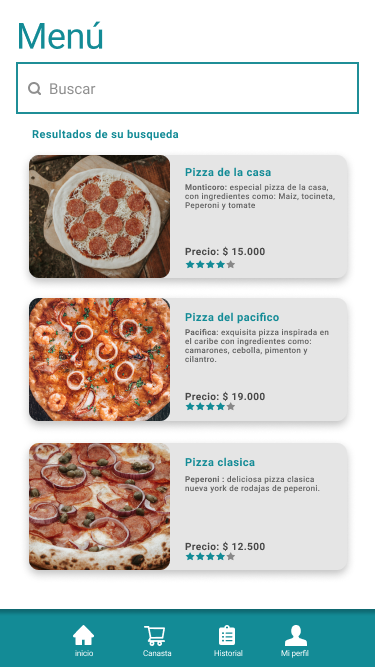 Menú
Buscar
Resultados de su busqueda
Pizza de la casa
Monticoro: especial pizza de la casa,
con ingredientes como: Maiz, tocineta,
Peperoni y tomate
Precio: $ 15.000
Pizza del pacifico
Pacifica: exquisita pizza inspirada en
el caribe con ingredientes como:
camarones, cebolla, pimenton y
cilantro.
Precio: $ 19.000
Pizza clasica
Peperoni : deliciosa pizza clasica
nueva york de rodajas de peperoni.
Precio: $ 12.500
inicio
Canasta
Historial
Mi perfil